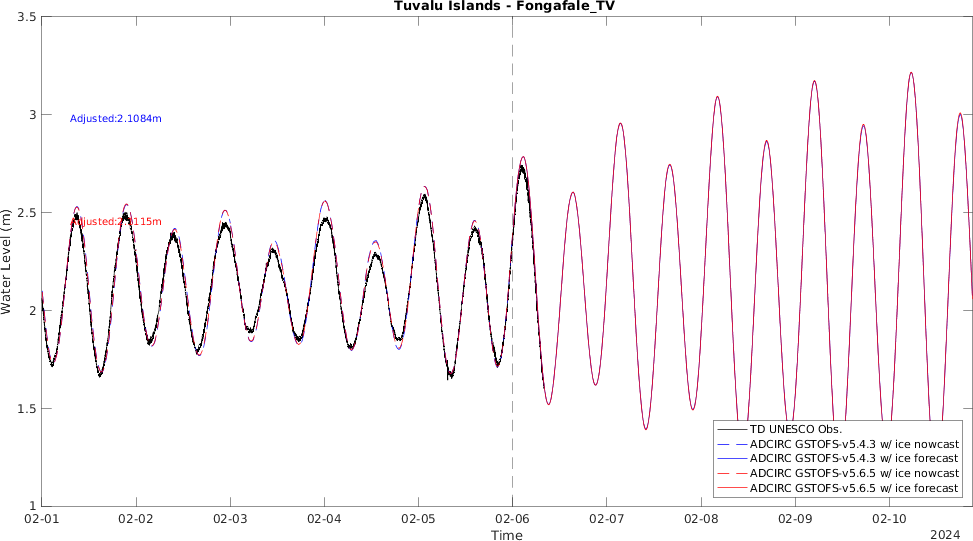 Tuvalu Islands - Fongafale_TV
3.5
3
2.5
2
1.5
1
Water Level (m)
Adjusted:2.1084m
02-01
02-02
02-03
02-04
02-05
02-06
02-07
02-08
02-09
02-10
Time
2024
TD UNESCO Obs.
ADCIRC GSTOFS-v5.4.3 w/ ice nowcast
ADCIRC GSTOFS-v5.4.3 w/ ice forecast
ADCIRC GSTOFS-v5.6.5 w/ ice nowcast
ADCIRC GSTOFS-v5.6.5 w/ ice forecast